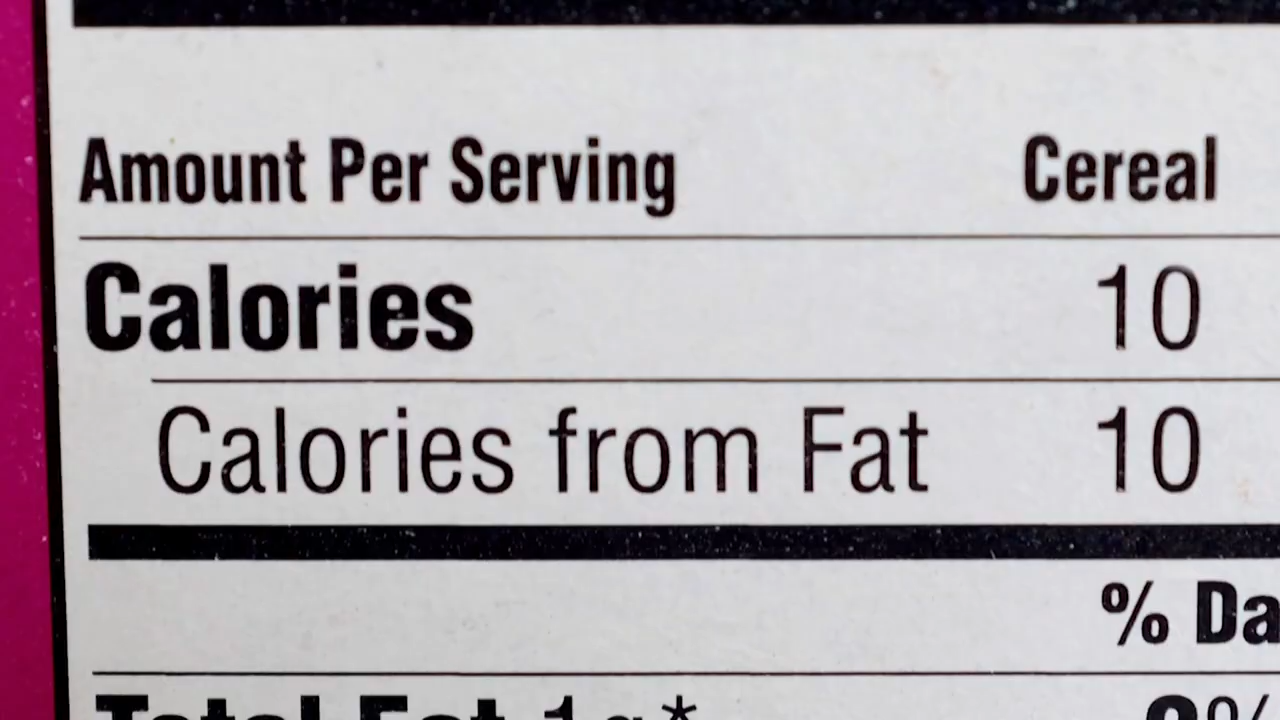 Amount Per Serving Cereal
Calories 10
Calories from Fat 10
% Da
Total Fat 1g*